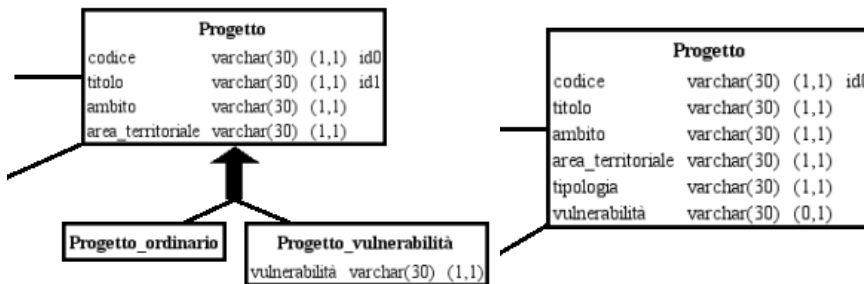 Progetto
codice varchar(30) (1,1) id0
titolo varchar(30) (1,1) id1
ambito varchar(30) (1,1)
area_territoriale varchar(30) (1,1)
Progetto_ordinario
Progetto_vulnerabilità
vulnerabilità varchar(30) (1,1)
Progetto
codice varchar(30) (1,1) id0
titolo varchar(30) (1,1)
ambito varchar(30) (1,1)
area_territoriale varchar(30) (1,1)
tipologia varchar(30) (1,1)
vulnerabilità varchar(30) (0,1)